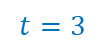 t = 3